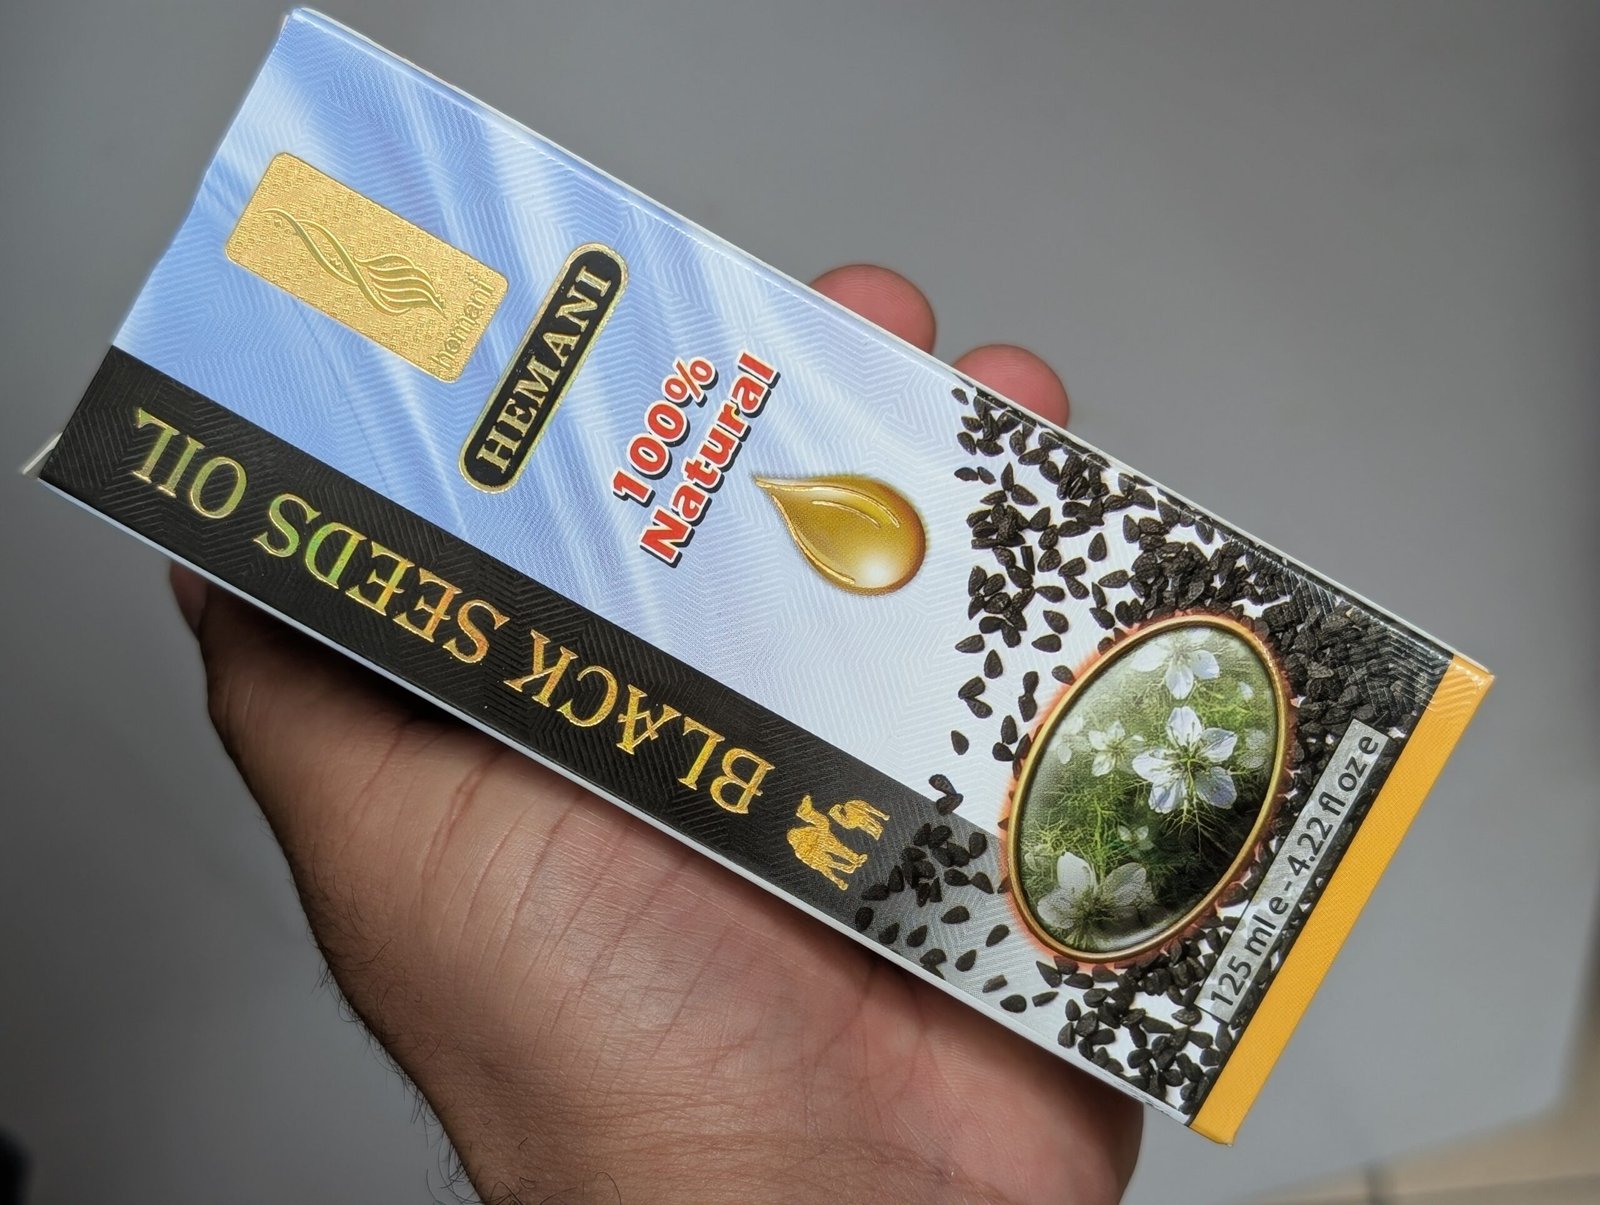 hemani
HEMANI
100%
Natural
BLACK SEEDS OIL
125 ml e - 4.22 fl oz e